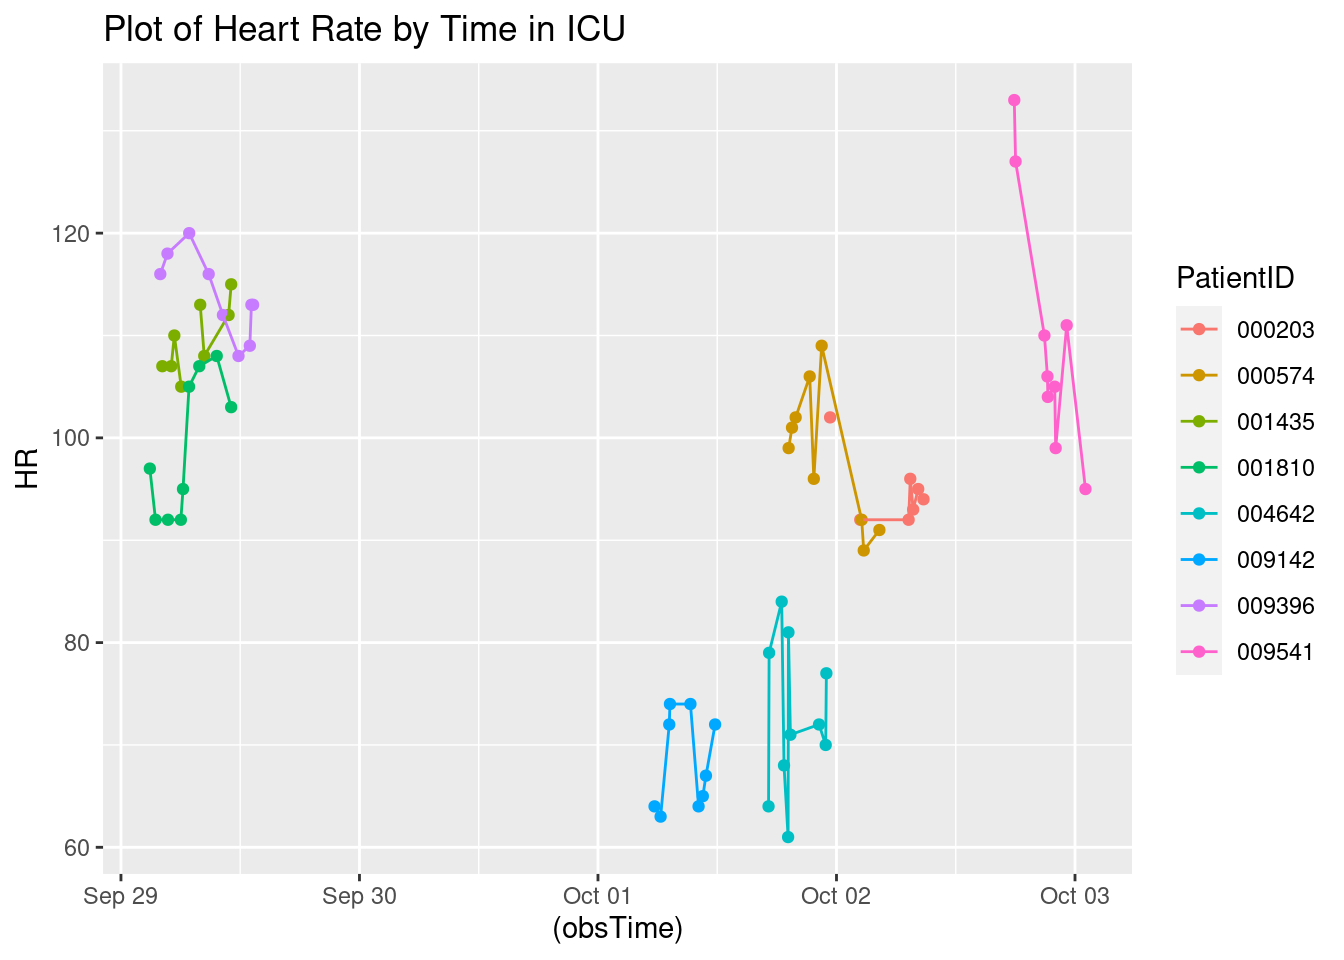 Plot of Heart Rate by Time in ICU
HR
120
100
80
60
Sep 29
Sep 30
Oct 01
Oct 02
Oct 03
(obsTime)
PatientID
000203
000574
001435
001810
004642
009142
009396
009541